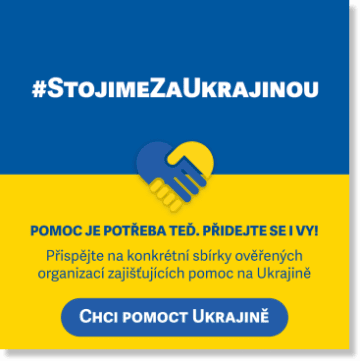 #StojimeZaUkrajinou
Pomoc je potřeba teď. Přidejte se i vy!
Přispějte na konkrétní sbírky ověřených
organizací zajišťujících pomoc na Ukrajině
Chci pomoct Ukrajině